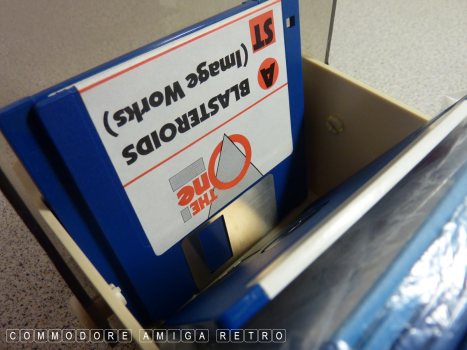 ST
A BLASTEROIDS
(Image Works)
THE
One
COMMODORE AMIGA RETRO